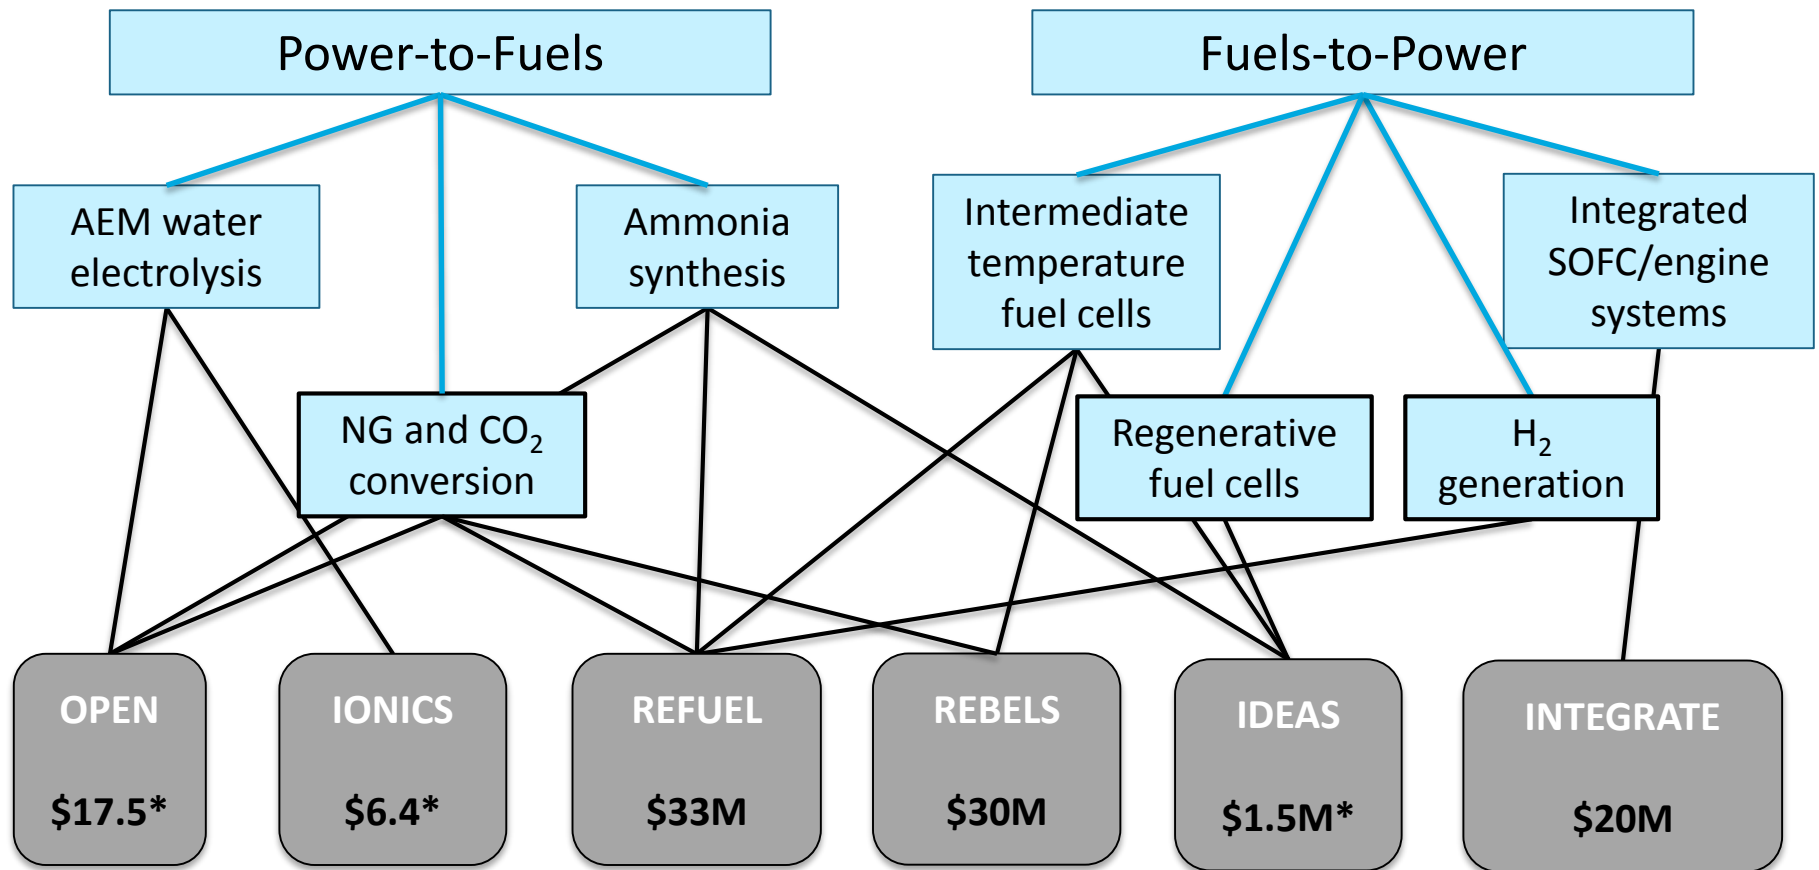 Power-to-Fuels
Fuels-to-Power
AEM water
electrolysis
Ammonia
synthesis
Intermediate
temperature
fuel cells
Integrated
SOFC/engine
systems
NG and CO₂
conversion
Regenerative
fuel cells
H₂
generation
OPEN
$17.5*
IONICS
$6.4*
REFUEL
$33M
REBELS
$30M
IDEAS
$1.5M*
INTEGRATE
$20M